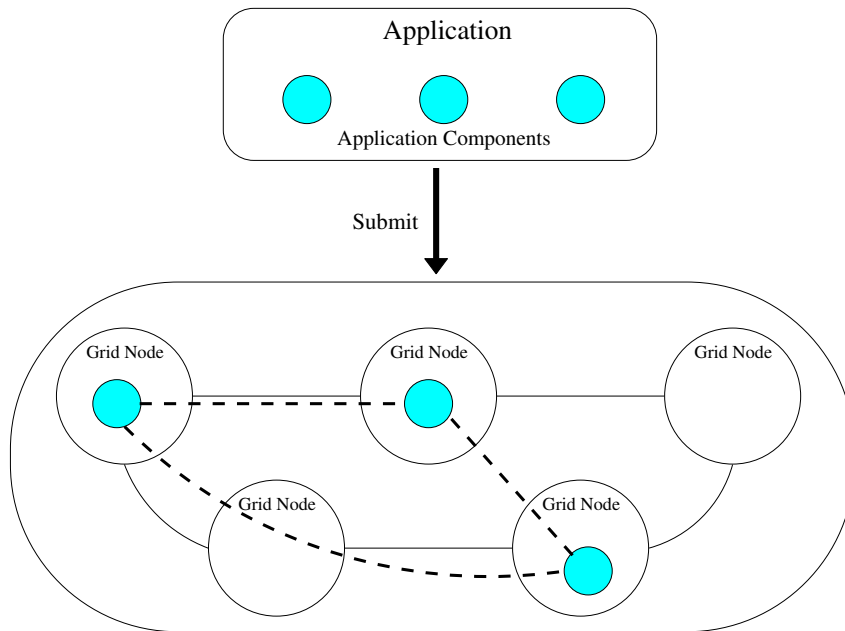 Application
Application Components
Submit
Grid Node
Grid Node
Grid Node
Grid Node
Grid Node